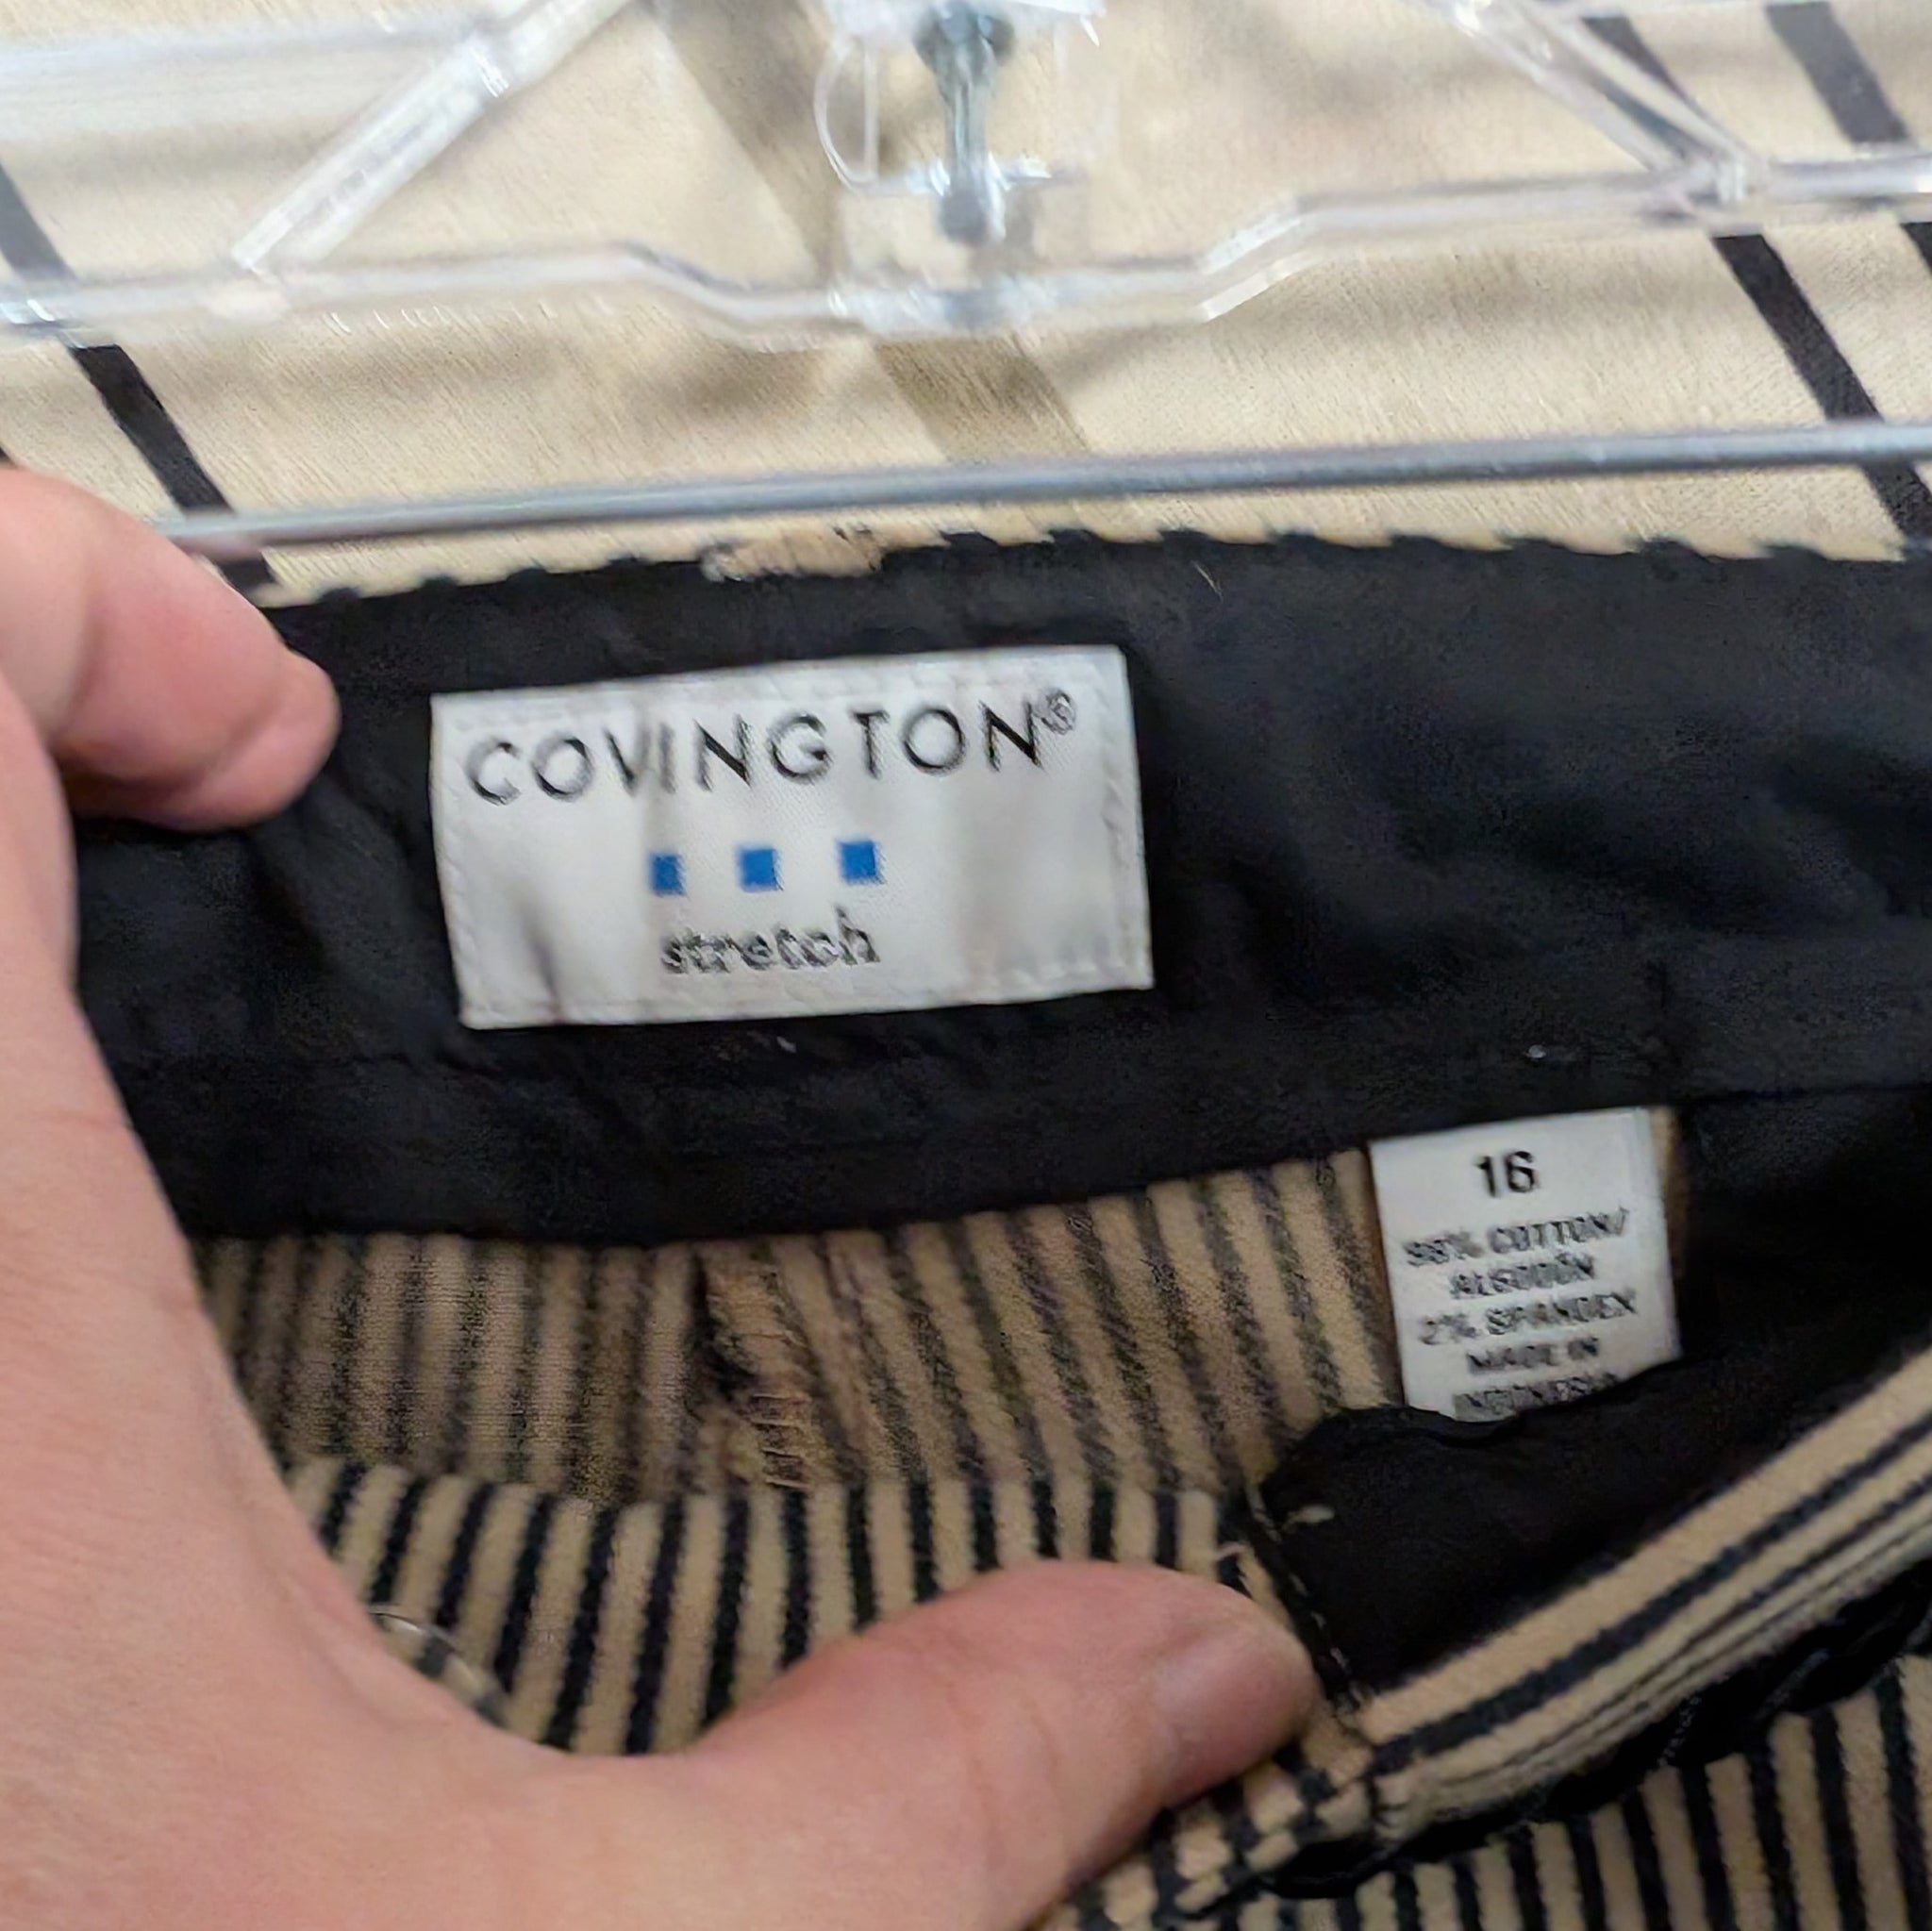 COVINGTON®
stretch
16
98% COTTON/
ALGODÓN
2% SPANDEX
MADE IN
INDONESIA